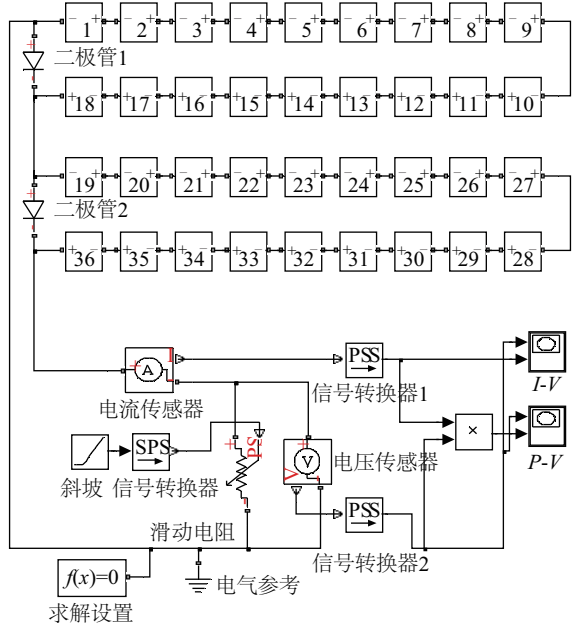 1 2 3 4 5 6 7 8 9
二极管1
18 17 16 15 14 13 12 11 10
19 20 21 22 23 24 25 26 27
二极管2
36 35 34 33 32 31 30 29 28
I
A
电流传感器
PSS
信号转换器1
I-V
×
P-V
斜坡
SPS
信号转换器
PS
滑动电阻
V
V
电压传感器
PSS
信号转换器2
f(x)=0
求解设置
电气参考